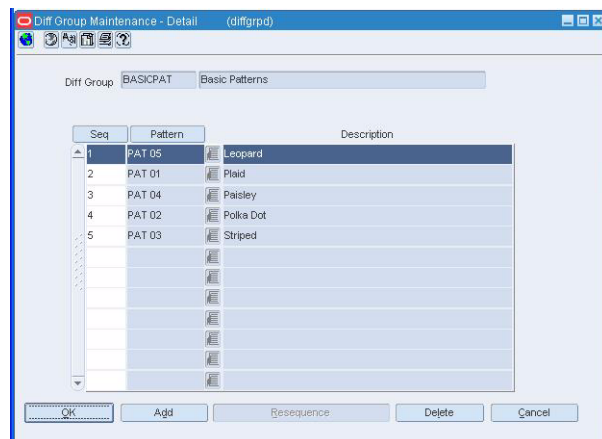 Diff Group Maintenance - Detail (diffgrpd)
Diff Group BASICPAT Basic Patterns
Seq Pattern Description
1 PAT 05 Leopard
2 PAT 01 Plaid
3 PAT 04 Paisley
4 PAT 02 Polka Dot
5 PAT 03 Striped
OK Add Resequence Delete Cancel